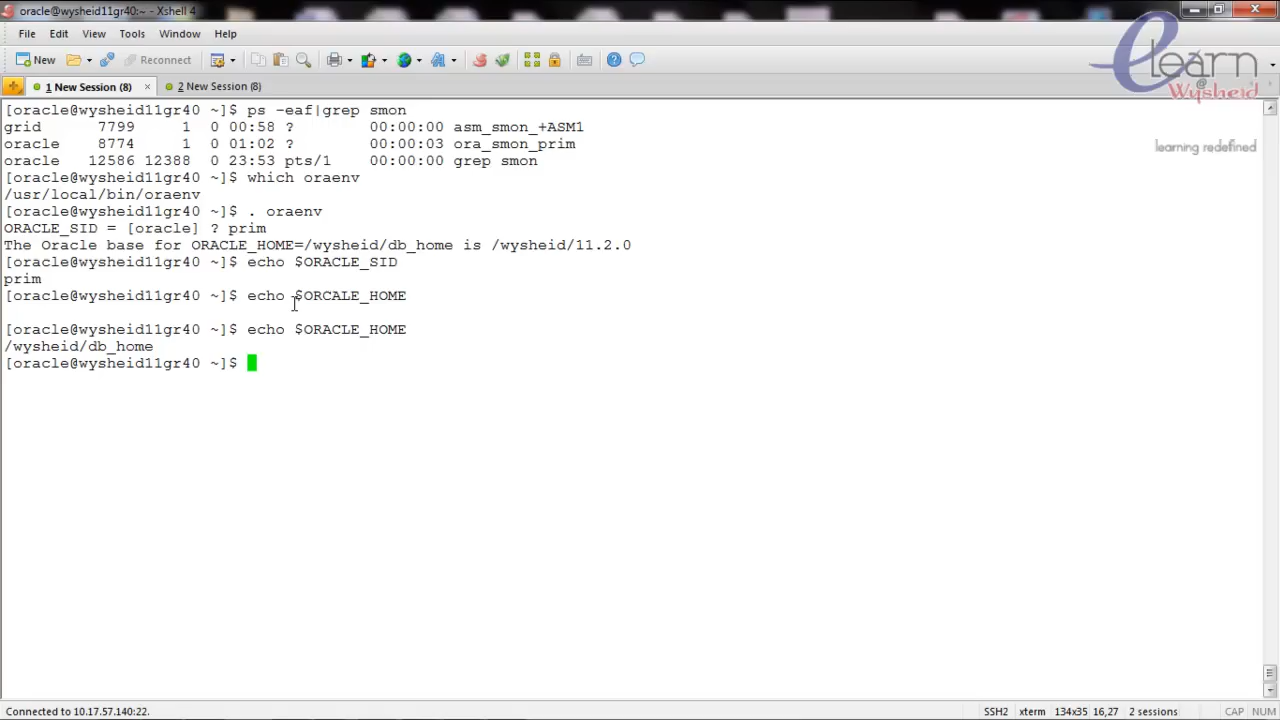 oracle@wysheid11gr40:~ - Xshell 4
File Edit View Tools Window Help
New Reconnect
1 New Session (8) × 2 New Session (8)
elearn@
Wysheid
learning redefined
[oracle@wysheid11gr40 ~]$ ps -eaf|grep smon
grid 7799 1 0 00:58 ? 00:00:00 asm_smon_+ASM1
oracle 8774 1 0 01:02 ? 00:00:03 ora_smon_prim
oracle 12586 12388 0 23:53 pts/1 00:00:00 grep smon
[oracle@wysheid11gr40 ~]$ which oraenv
/usr/local/bin/oraenv
[oracle@wysheid11gr40 ~]$ . oraenv
ORACLE_SID = [oracle] ? prim
The Oracle base for ORACLE_HOME=/wysheid/db_home is /wysheid/11.2.0
[oracle@wysheid11gr40 ~]$ echo $ORACLE_SID
prim
[oracle@wysheid11gr40 ~]$ echo $ORCALE_HOME
[oracle@wysheid11gr40 ~]$ echo $ORACLE_HOME
/wysheid/db_home
[oracle@wysheid11gr40 ~]$
Connected to 10.17.57.140:22. SSH2 xterm 134x35 16,27 2 sessions CAP NUM